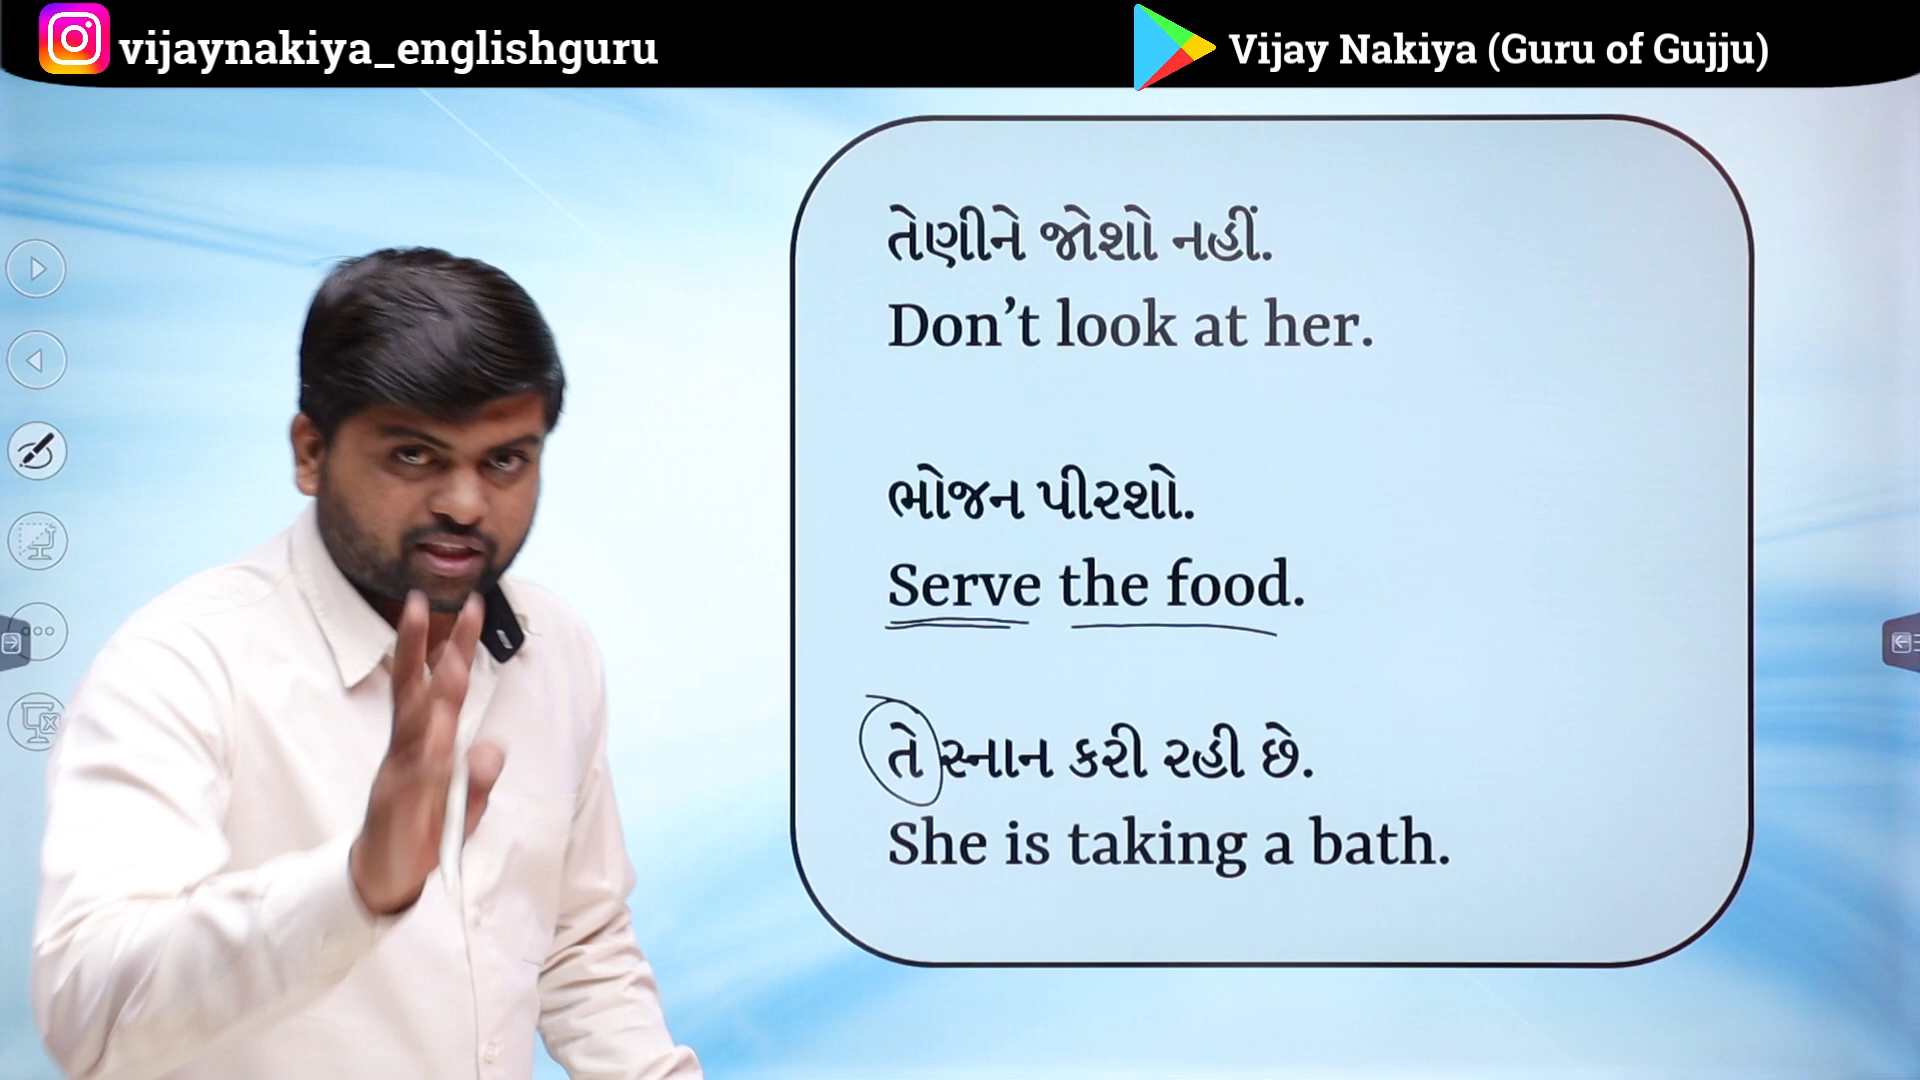 vijaynakiya_englishguru
Vijay Nakiya (Guru of Gujju)
તેણીને જોશો નહીં.
Don’t look at her.
ભોજન પીરશો.
Serve the food.
તે સ્નાન કરી રહી છે.
She is taking a bath.